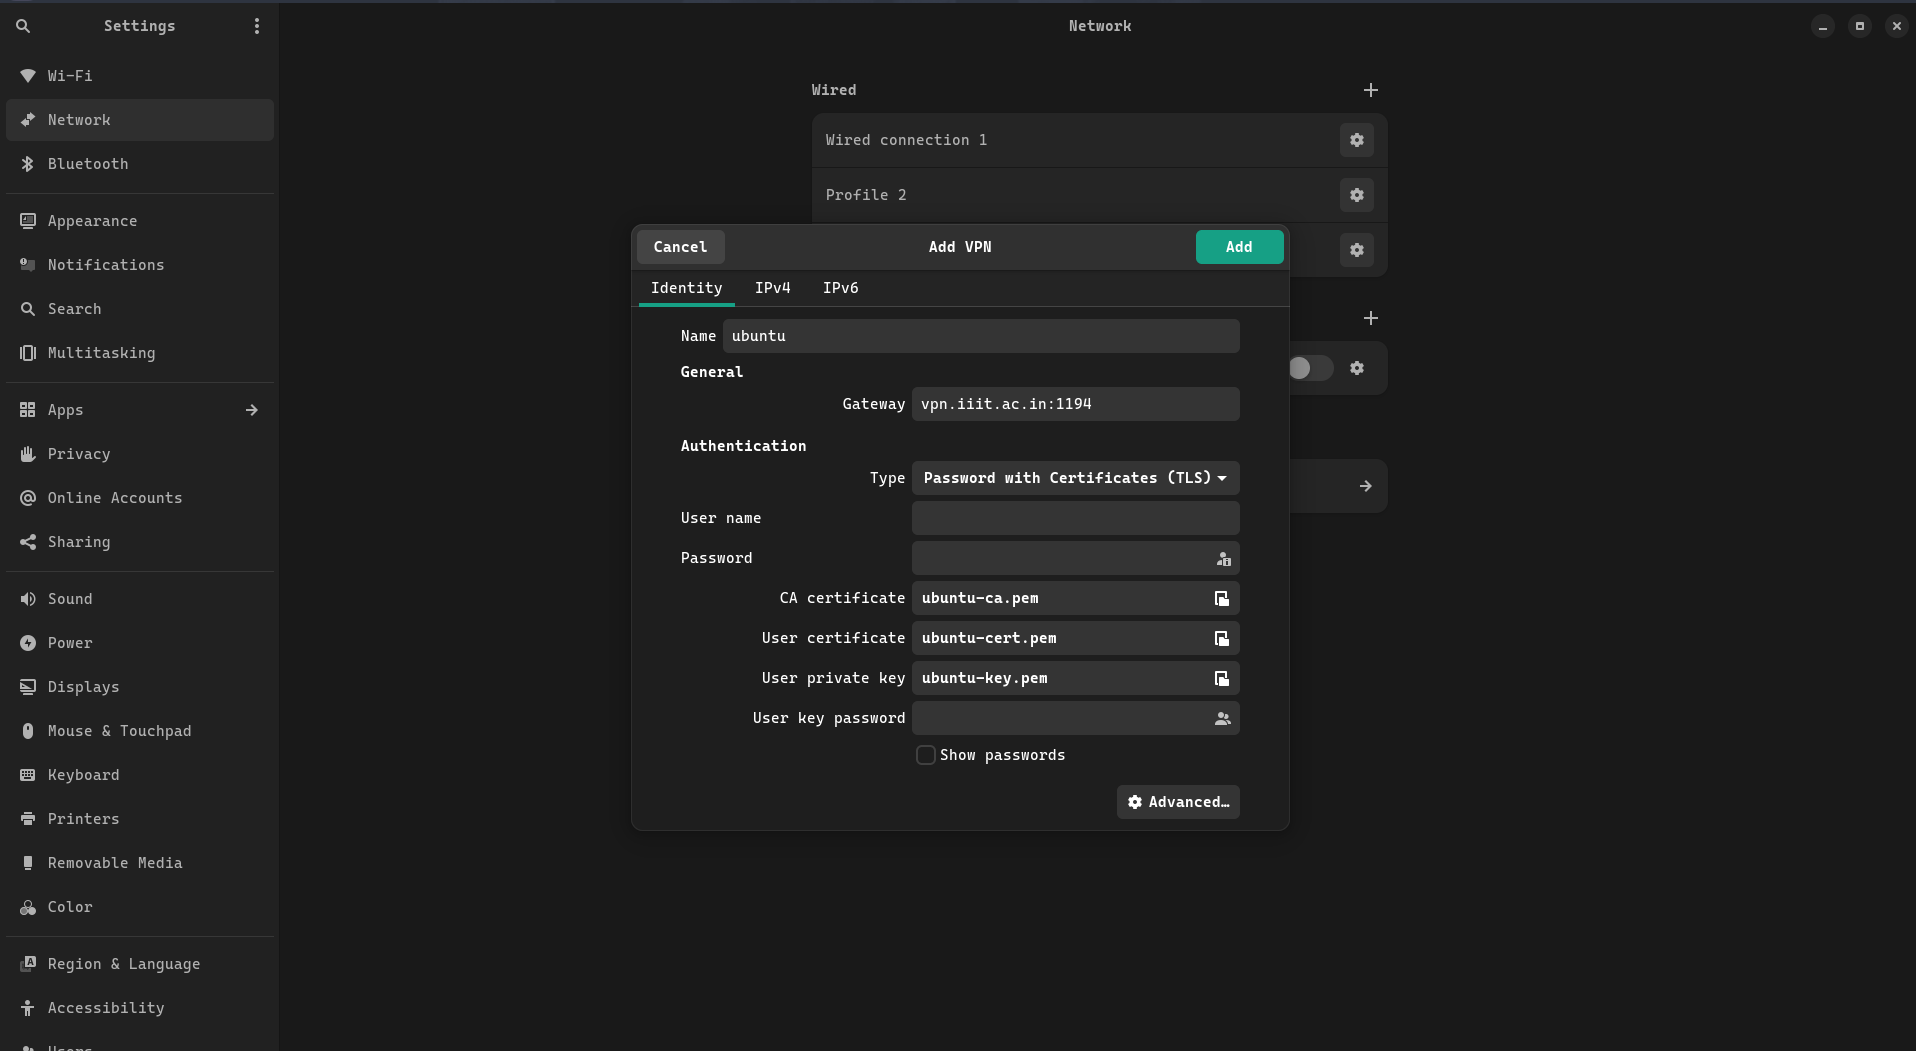 Settings
Wi-Fi
Network
Bluetooth
Appearance
Notifications
Search
Multitasking
Apps
Privacy
Online Accounts
Sharing
Sound
Power
Displays
Mouse & Touchpad
Keyboard
Printers
Removable Media
Color
Region & Language
Accessibility
Users
Network
Wired
Wired connection 1
Profile 2
Cancel
Add VPN
Add
Identity
IPv4
IPv6
Name ubuntu
General
Gateway vpn.iiit.ac.in:1194
Authentication
Type Password with Certificates (TLS)
User name
Password
CA certificate ubuntu-ca.pem
User certificate ubuntu-cert.pem
User private key ubuntu-key.pem
User key password
Show passwords
Advanced…